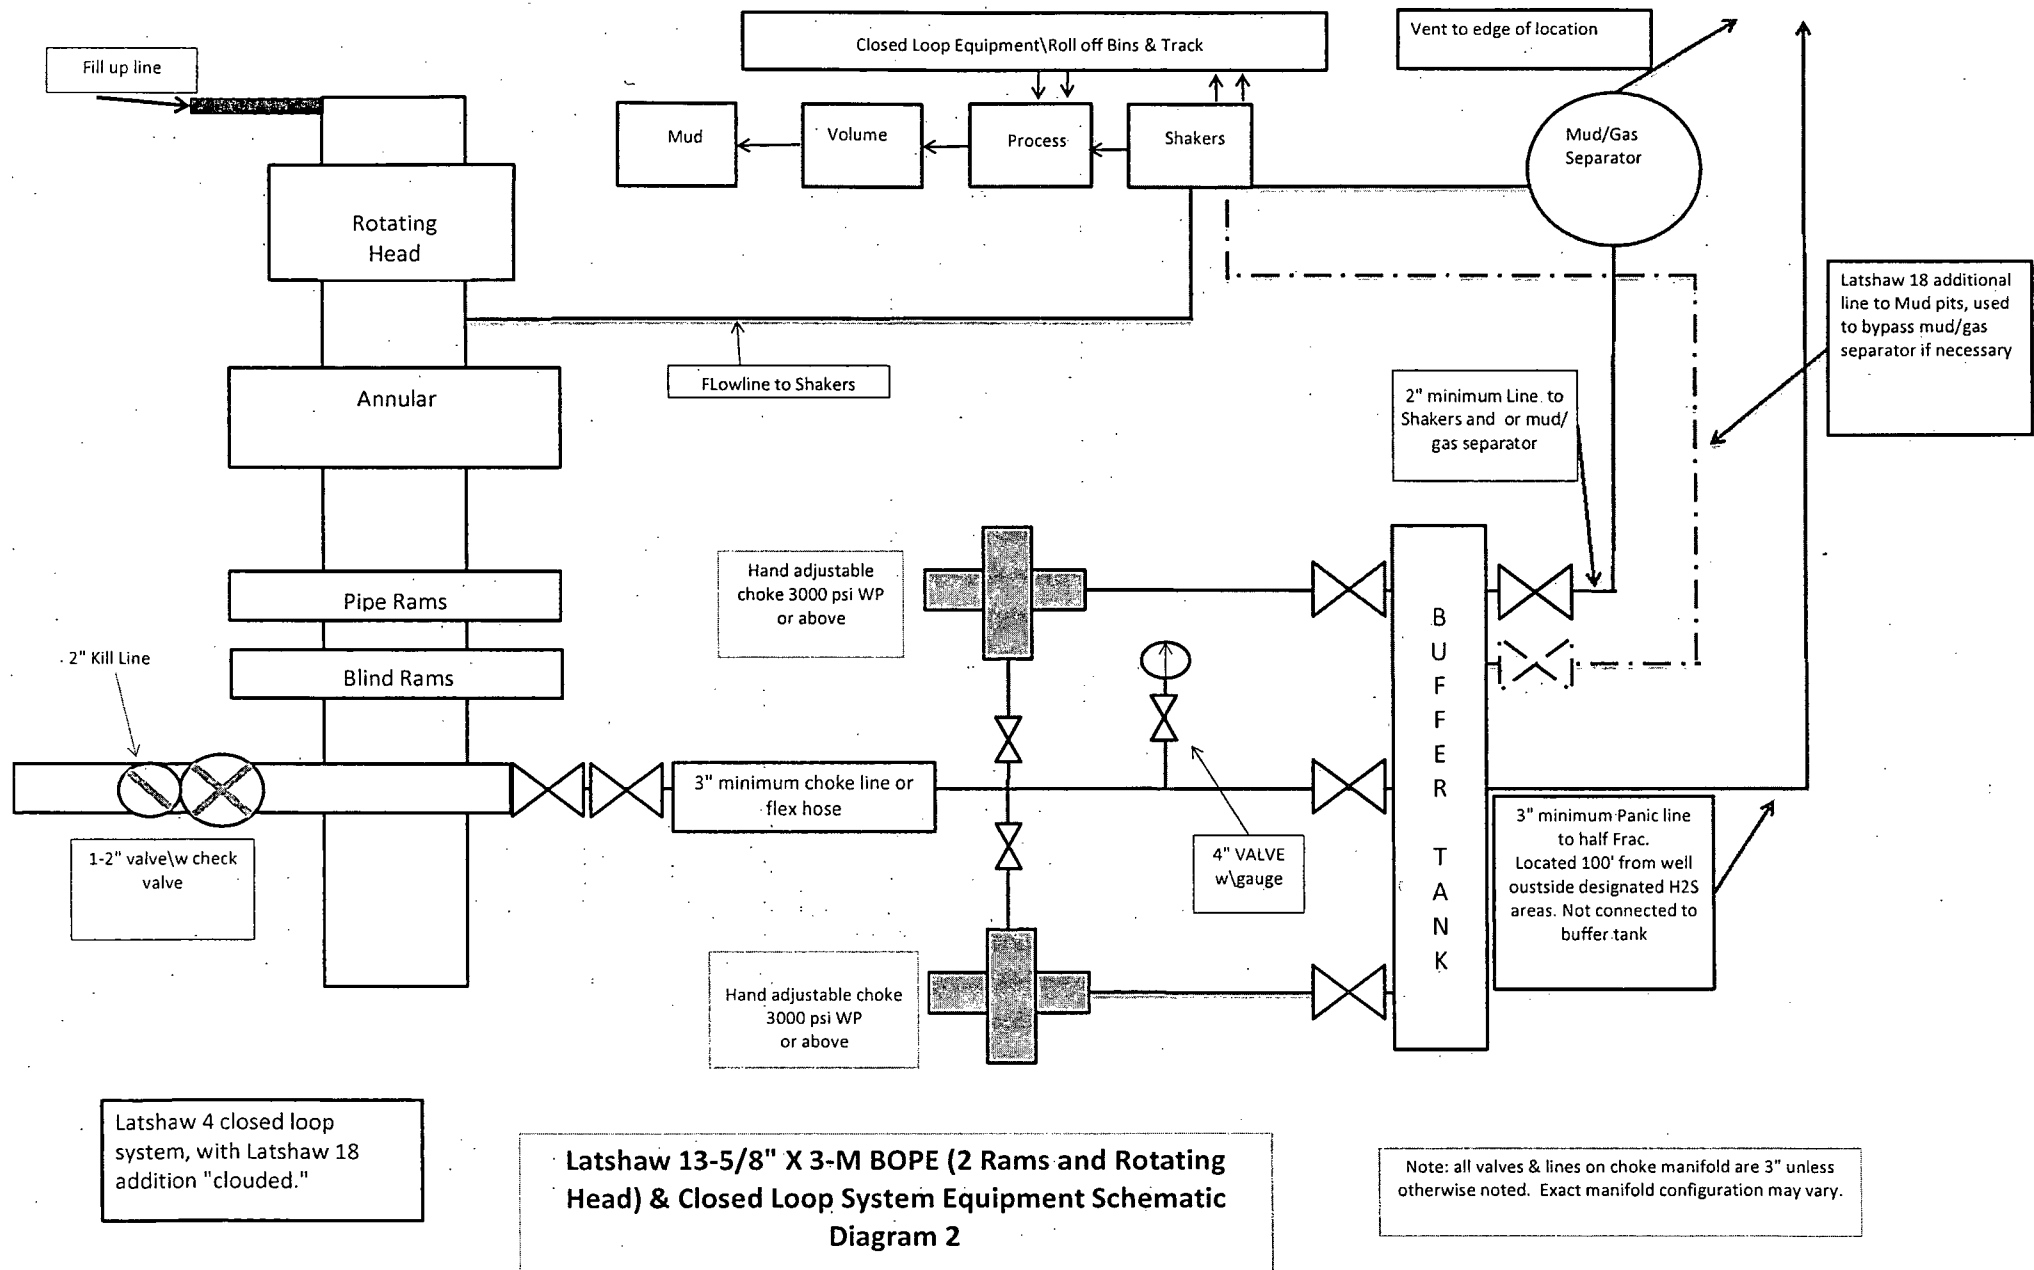 Closed Loop Equipment\Roll off Bins & Track
Vent to edge of location
Fill up line
Mud
Volume
Process
Shakers
Mud/Gas
Separator
Rotating
Head
Latshaw 18 additional
line to Mud pits, used
to bypass mud/gas
separator if necessary
FLowline to Shakers
Annular
2" minimum Line to
Shakers and or mud/
gas separator
Hand adjustable
choke 3000 psi WP
or above
Pipe Rams
2" Kill Line
Blind Rams
B
U
F
F
E
R
T
A
N
K
3" minimum choke line or
flex hose
1-2" valve\w check
valve
4" VALVE
w\gauge
3" minimum Panic line
to half Frac.
Located 100' from well
oustside designated H2S
areas. Not connected to
buffer tank
Hand adjustable choke
3000 psi WP
or above
Latshaw 4 closed loop
system, with Latshaw 18
addition "clouded."
Latshaw 13-5/8" X 3-M BOPE (2 Rams and Rotating
Head) & Closed Loop System Equipment Schematic
Diagram 2
Note: all valves & lines on choke manifold are 3" unless
otherwise noted. Exact manifold configuration may vary.